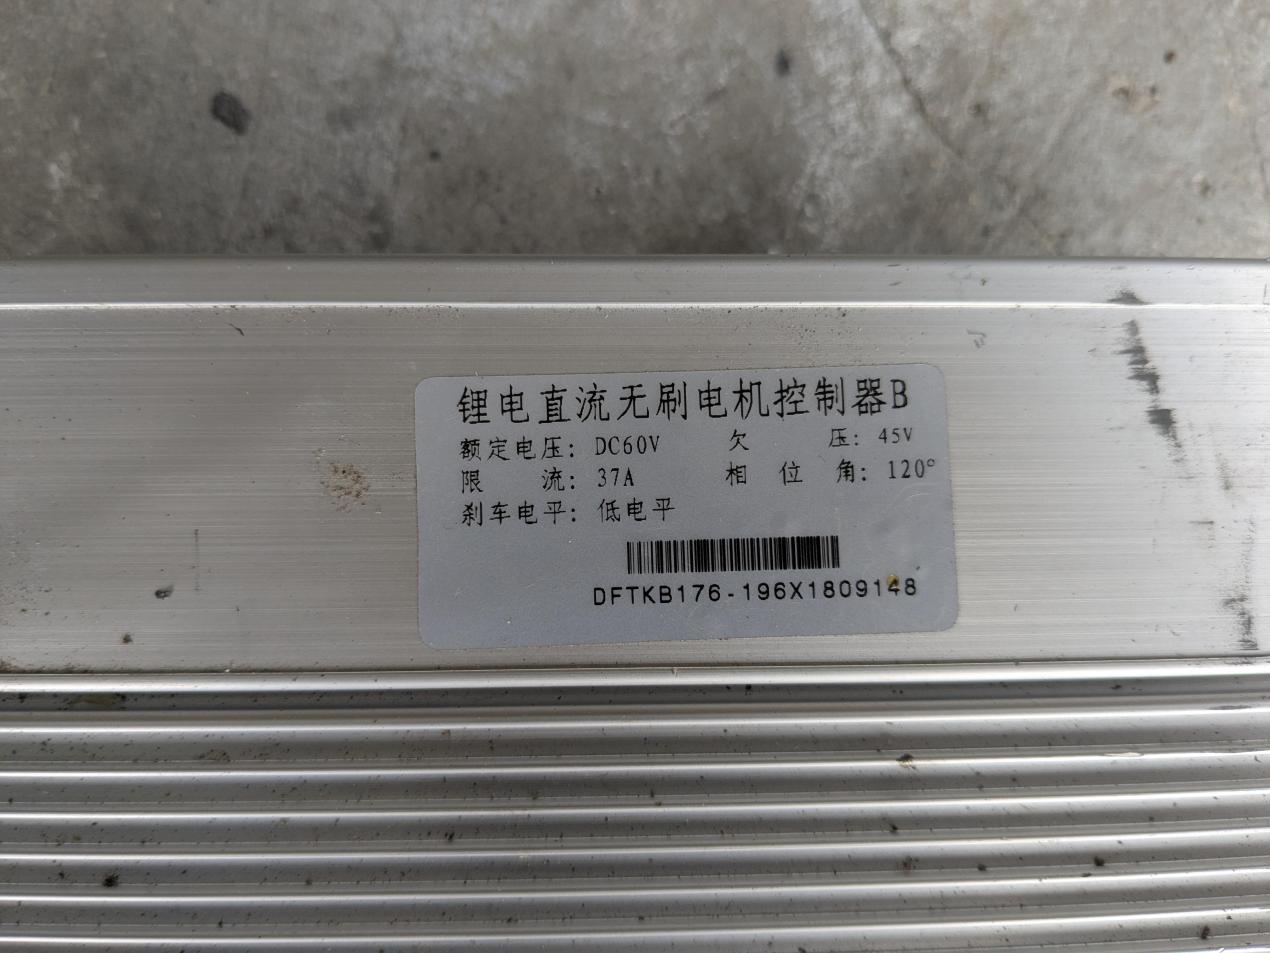 锂电直流无刷电机控制器B
额定电压: DC60V 欠 压: 45V
限 流: 37A 相 位 角: 120°
刹车电平: 低电平
DFTKB176-196X1809148